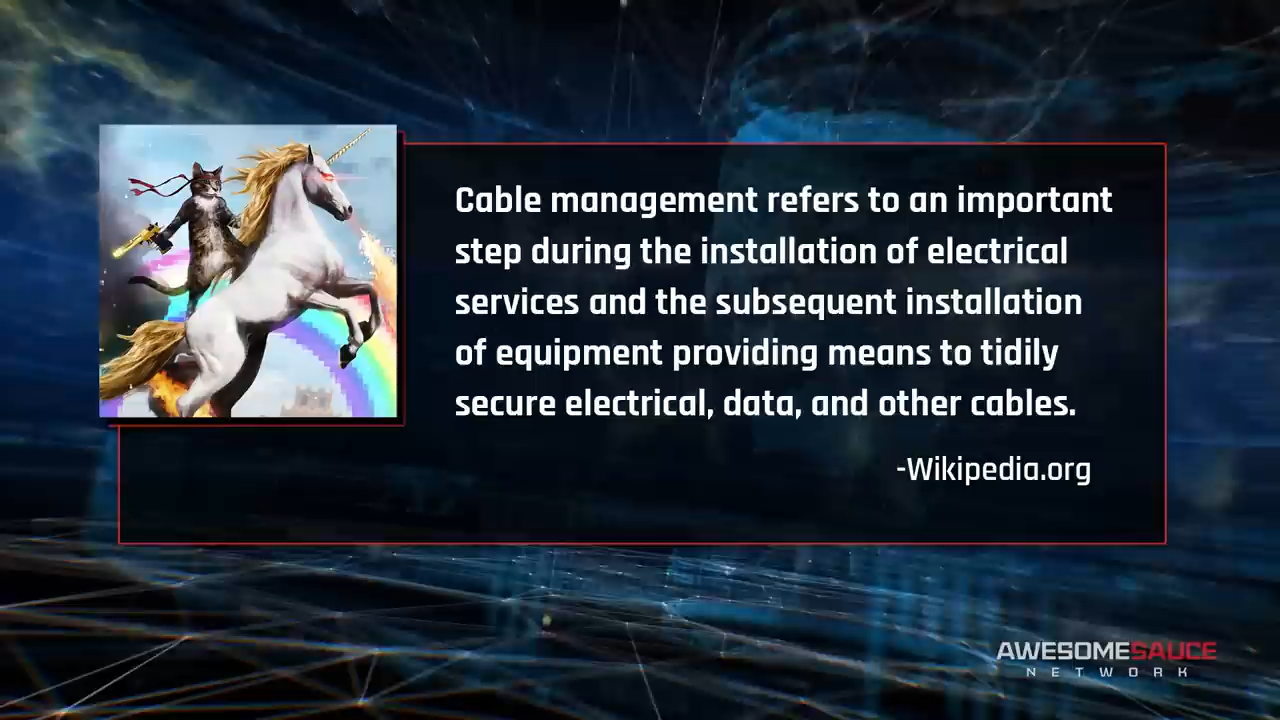 Cable management refers to an important
step during the installation of electrical
services and the subsequent installation
of equipment providing means to tidily
secure electrical, data, and other cables.
-Wikipedia.org
AWESOMESAUCE
NETWORK